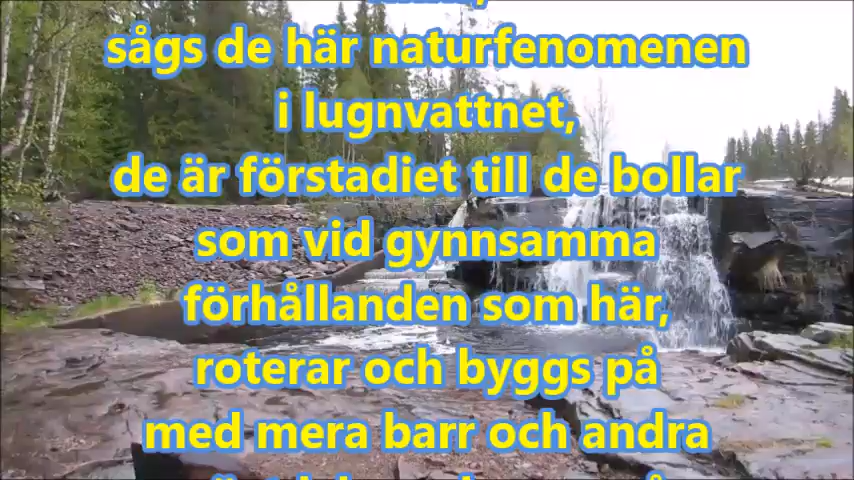 sågs de här naturfenomenen
i lugnvattnet,
de är förstadiet till de bollar
som vid gynnsamma
förhållanden som här,
roterar och byggs på
med mera barr och andra